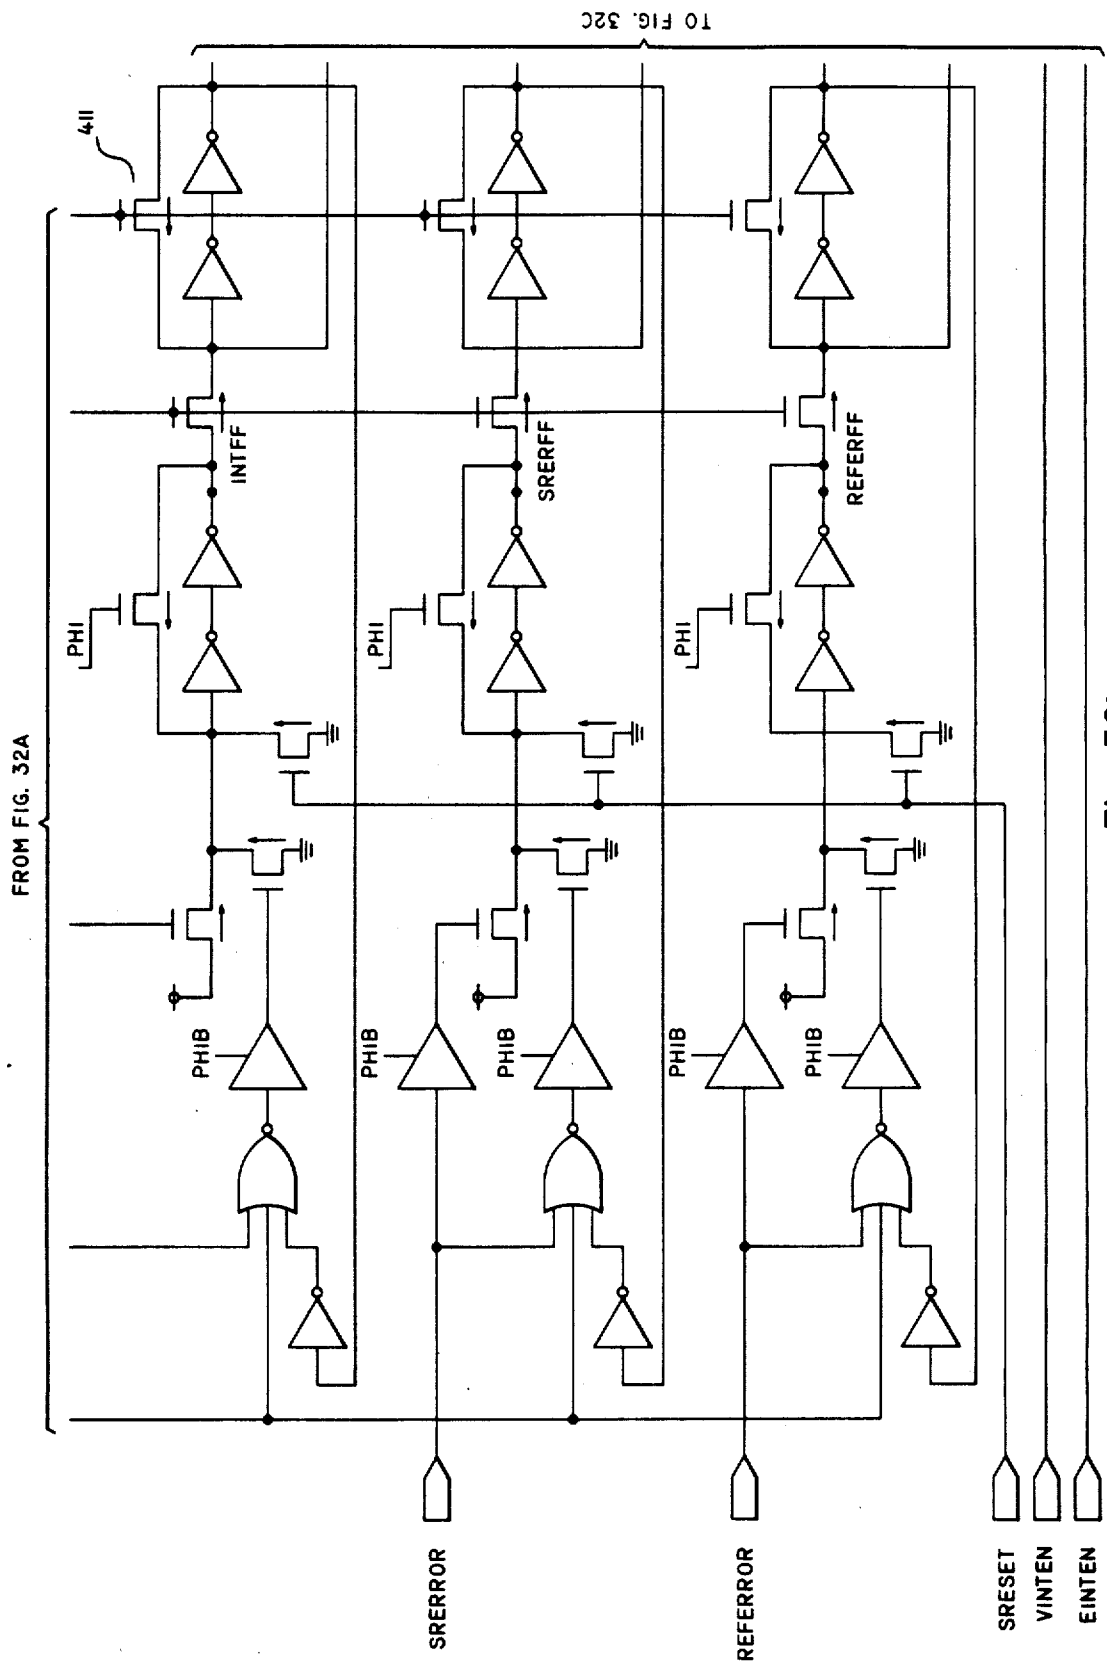 FROM FIG. 32A
TO FIG. 32C
411
PHI
INTFF
PHIB
PHI
SRERFF
PHIB
PHIB
PHI
REFERFF
PHIB
PHIB
SRERROR
REFERROR
SRESET
VINTEN
EINTEN